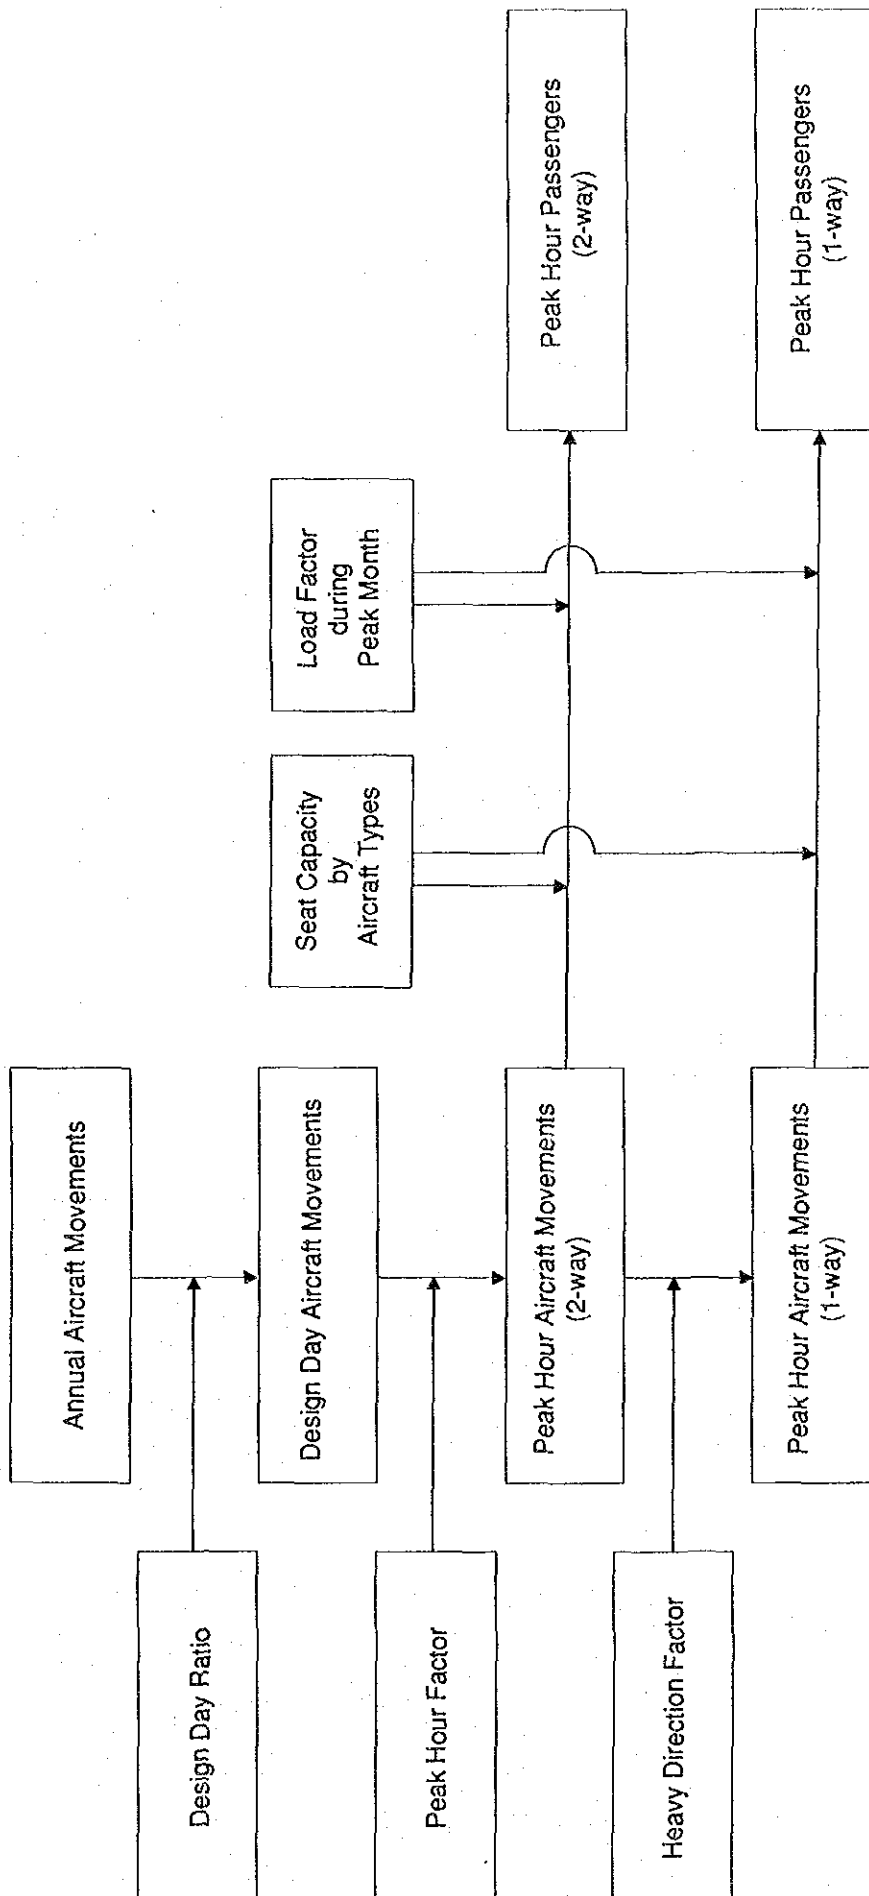 Annual Aircraft Movements
Design Day Ratio
Design Day Aircraft Movements
Peak Hour Factor
Peak Hour Aircraft Movements
(2-way)
Heavy Direction Factor
Peak Hour Aircraft Movements
(1-way)
Seat Capacity
by
Aircraft Types
Load Factor
during
Peak Month
Peak Hour Passengers
(2-way)
Peak Hour Passengers
(1-way)